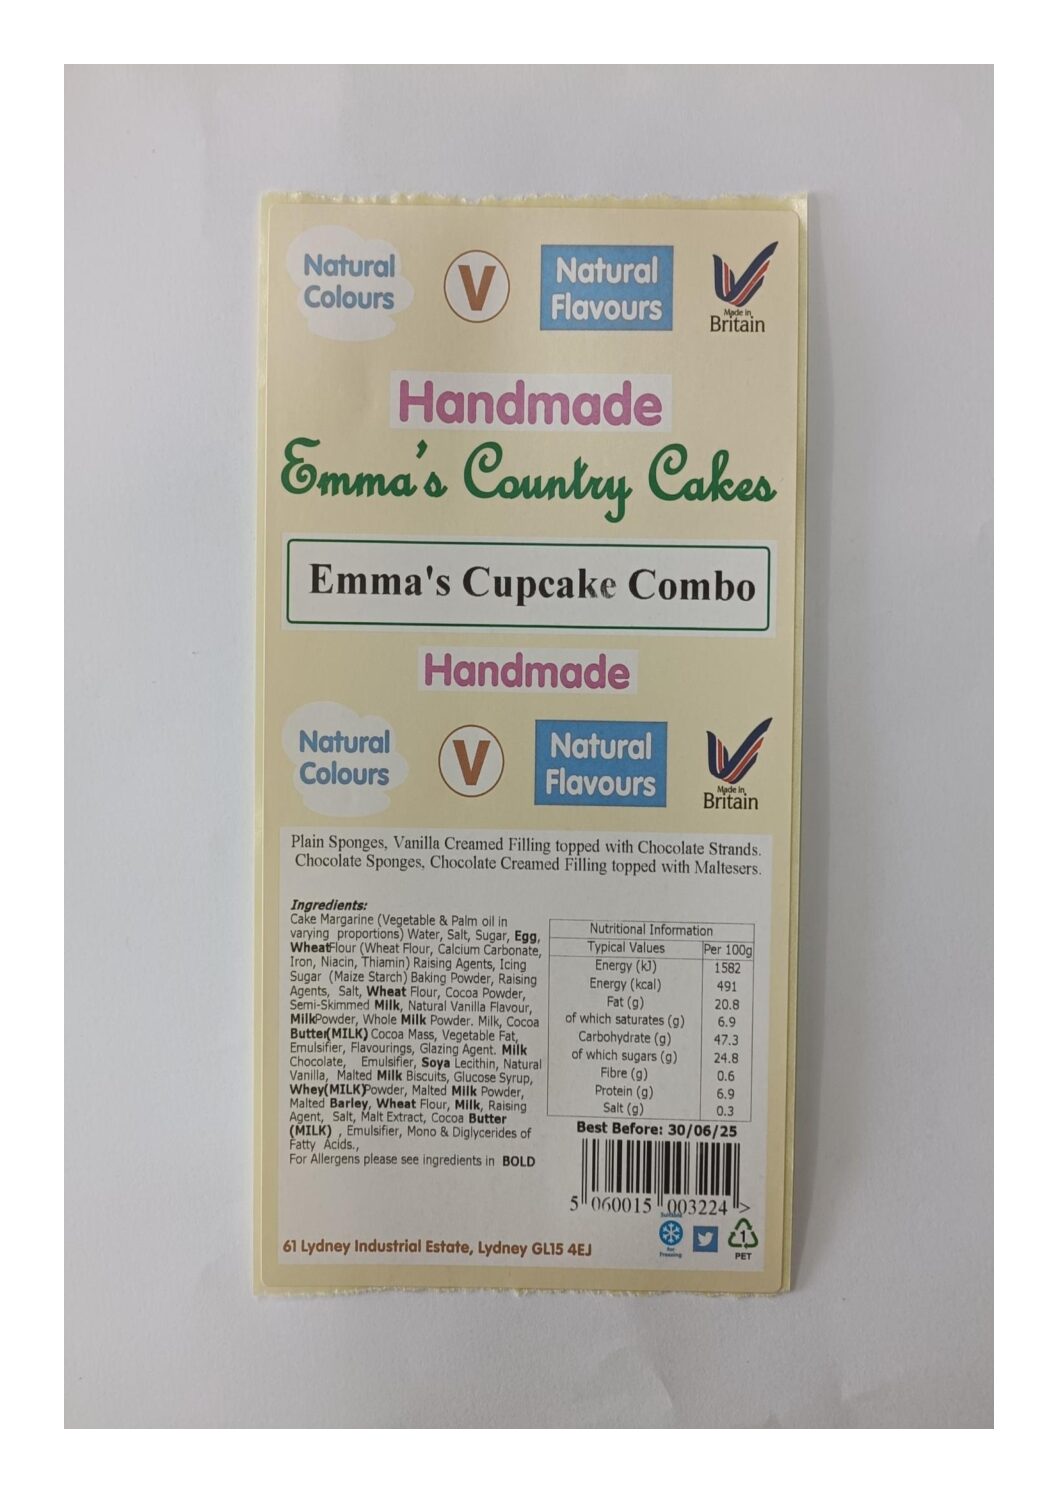 Natural
Colours
V
Natural
Flavours
Made in
Britain
Handmade
Emma's Country Cakes
Emma's Cupcake Combo
Handmade
Natural
Colours
V
Natural
Flavours
Made in
Britain
Plain Sponges, Vanilla Creamed Filling topped with Chocolate Strands.
Chocolate Sponges, Chocolate Creamed Filling topped with Maltesers.
Ingredients:
Cake Margarine (Vegetable & Palm oil in
varying proportions) Water, Salt, Sugar, Egg,
WheatFlour (Wheat Flour, Calcium Carbonate,
Iron, Niacin, Thiamin) Raising Agents, Icing
Sugar (Maize Starch) Baking Powder, Raising
Agents, Salt, Wheat Flour, Cocoa Powder,
Semi-Skimmed Milk, Natural Vanilla Flavour,
MilkPowder, Whole Milk Powder. Milk, Cocoa
Butter(MILK) Cocoa Mass, Vegetable Fat,
Emulsifier, Flavourings, Glazing Agent. Milk
Chocolate, Emulsifier, Soya Lecithin, Natural
Vanilla, Malted Milk Biscuits, Glucose Syrup,
Whey(MILK)Powder, Malted Milk Powder,
Malted Barley, Wheat Flour, Milk, Raising
Agent, Salt, Malt Extract, Cocoa Butter
(MILK) , Emulsifier, Mono & Diglycerides of
Fatty Acids.,
For Allergens please see ingredients in BOLD
Nutritional Information
Typical Values Per 100g
Energy (kJ) 1582
Energy (kcal) 491
Fat (g) 20.8
of which saturates (g) 6.9
Carbohydrate (g) 47.3
of which sugars (g) 24.8
Fibre (g) 0.6
Protein (g) 6.9
Salt (g) 0.3
Best Before: 30/06/25
5 060015 003224 >
Suitable
for
Freezing
1
PET
61 Lydney Industrial Estate, Lydney GL15 4EJ